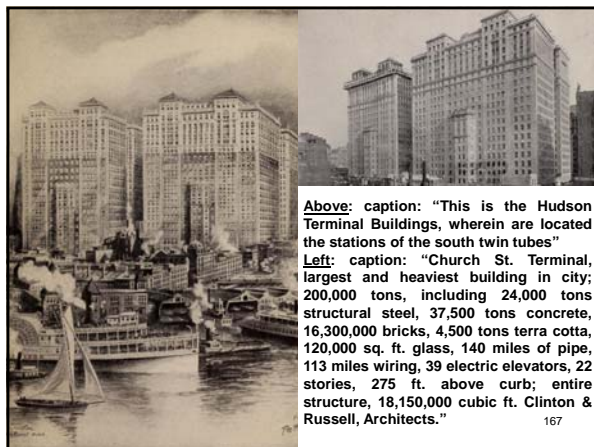 Above: caption: “This is the Hudson
Terminal Buildings, wherein are located
the stations of the south twin tubes”
Left: caption: “Church St. Terminal,
largest and heaviest building in city;
200,000 tons, including 24,000 tons
structural steel, 37,500 tons concrete,
16,300,000 bricks, 4,500 tons terra cotta,
120,000 sq. ft. glass, 140 miles of pipe,
113 miles wiring, 39 electric elevators, 22
stories, 275 ft. above curb; entire
structure, 18,150,000 cubic ft. Clinton &
Russell, Architects.”
167